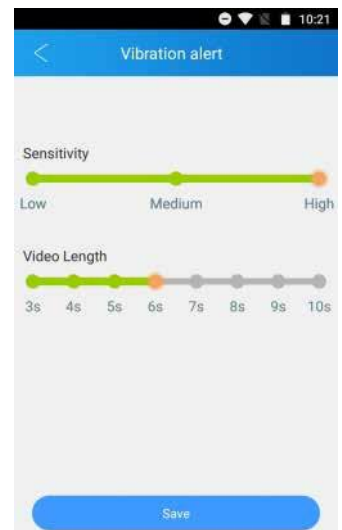 10:21
Vibration alert
Sensitivity
Low Medium High
Video Length
3s 4s 5s 6s 7s 8s 9s 10s
Save